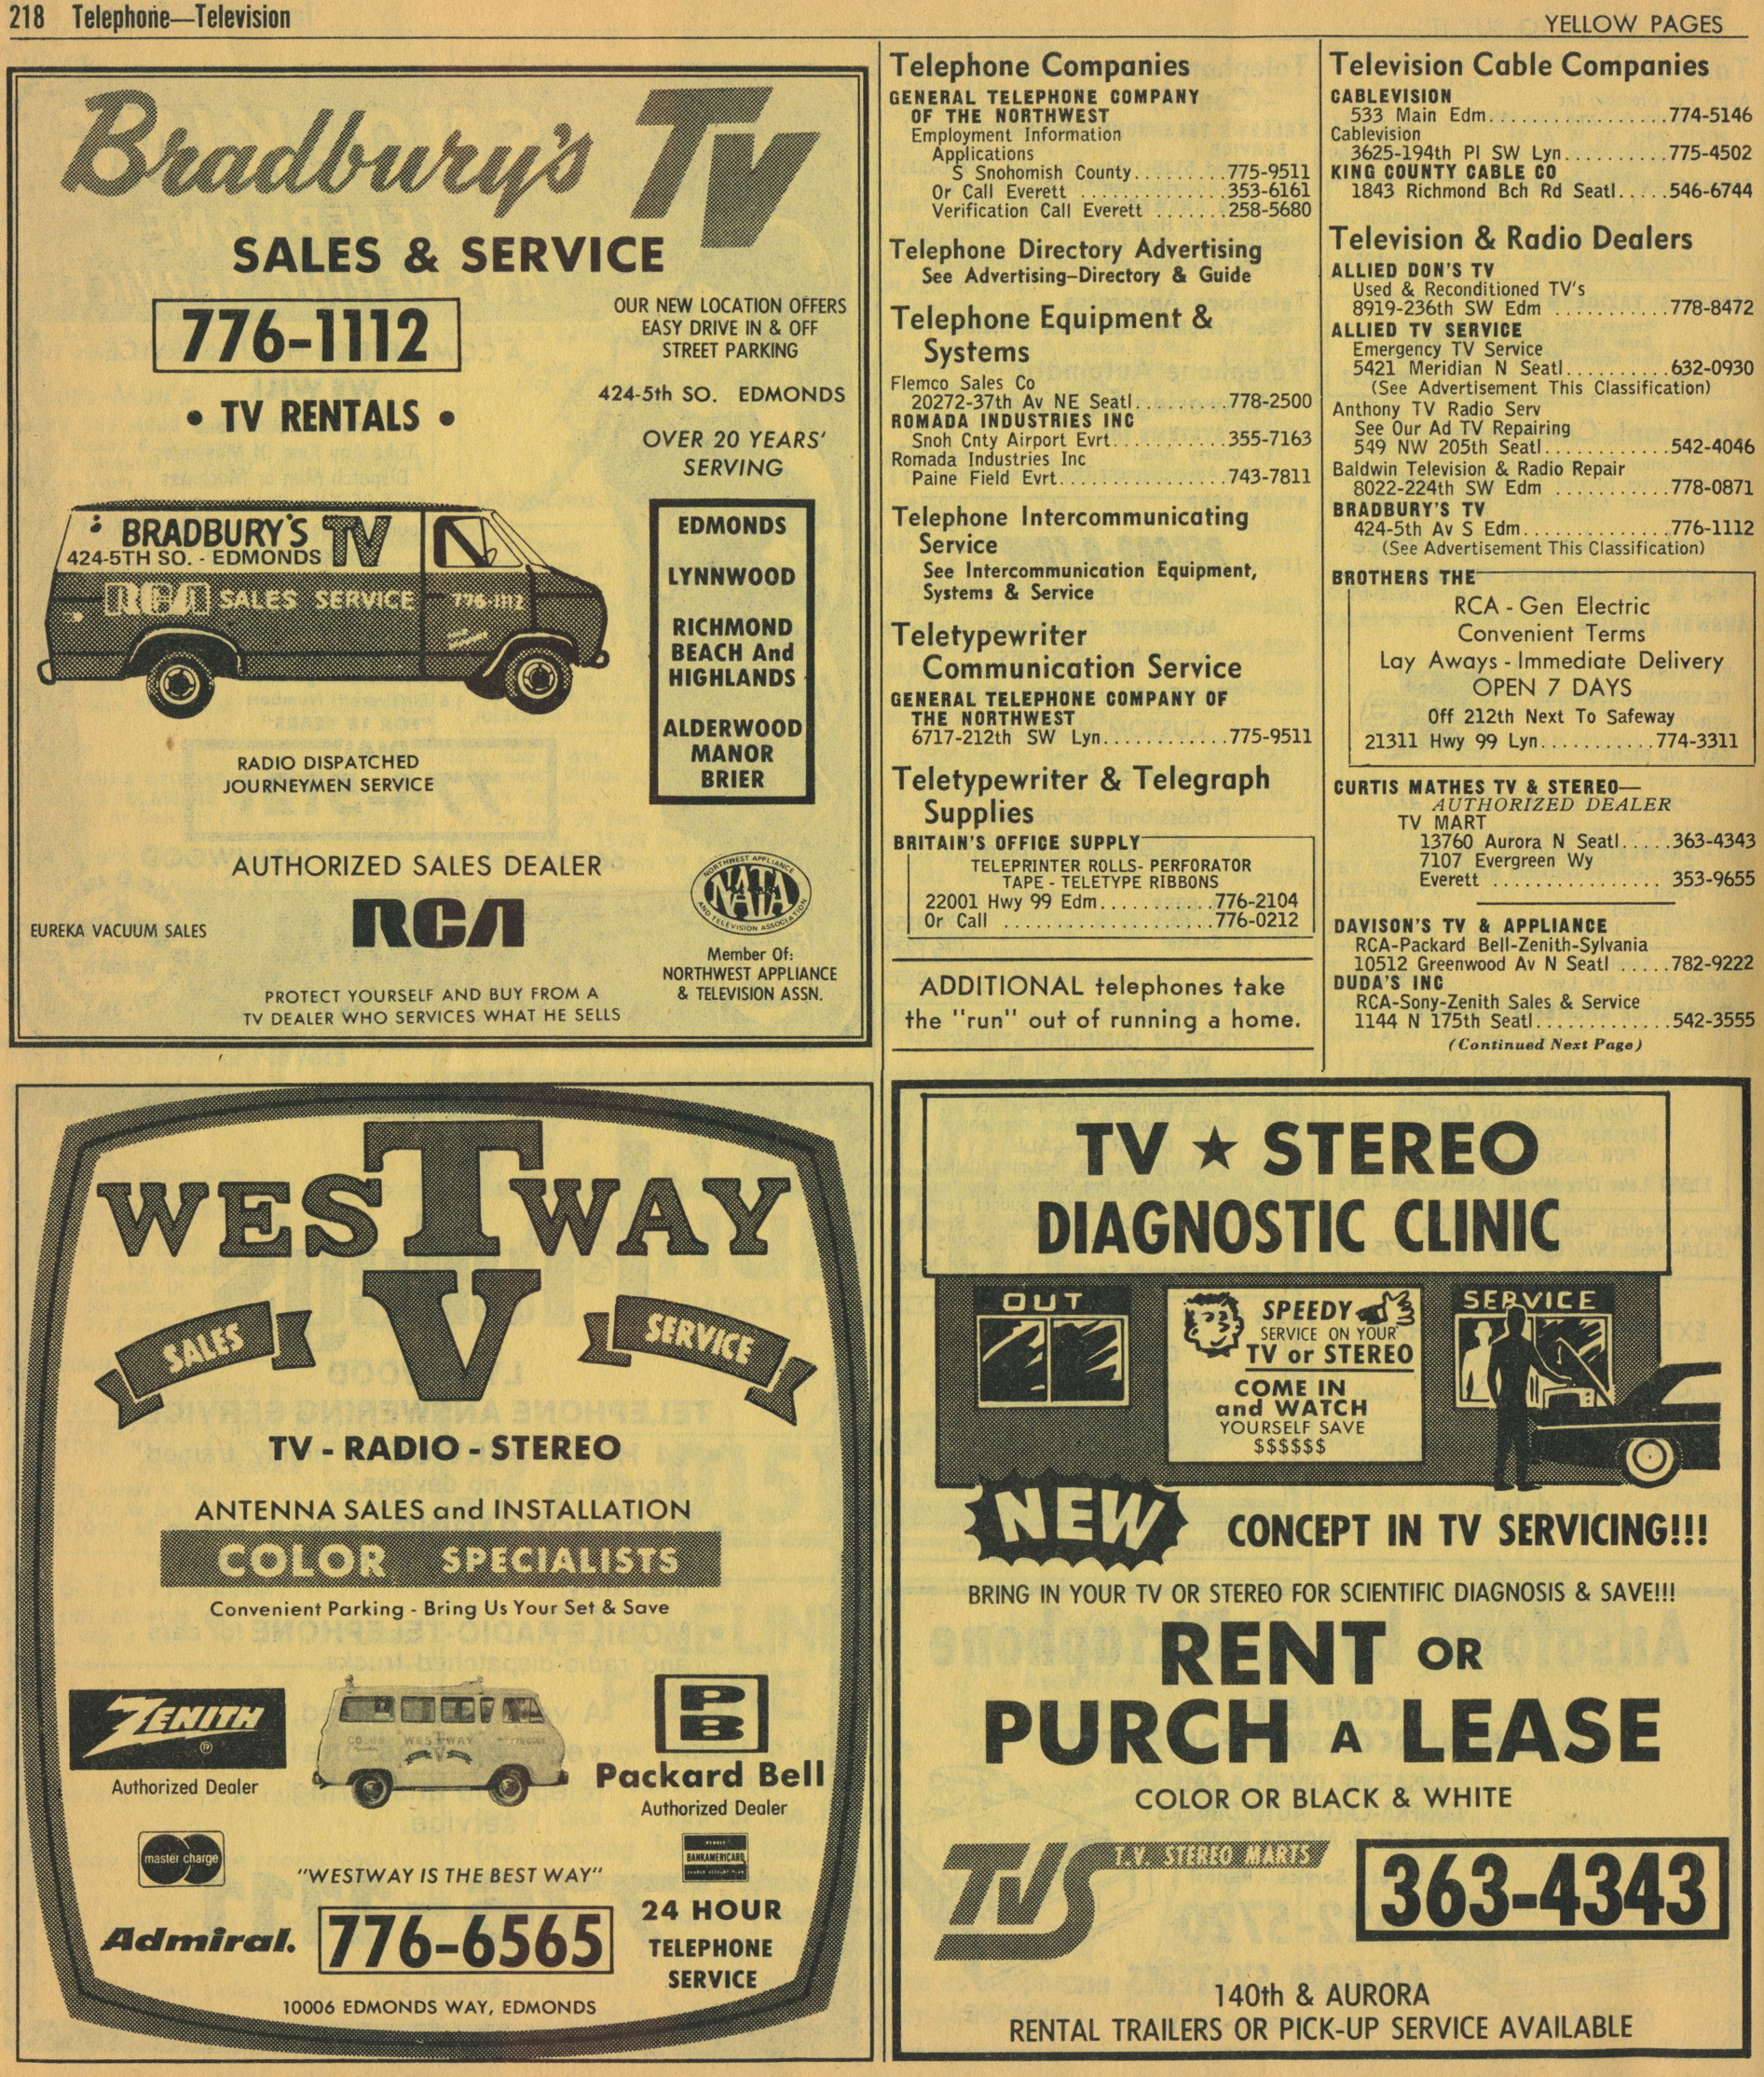 218 Telephone—Television
YELLOW PAGES
Bradbury's TV
SALES & SERVICE
776-1112
• TV RENTALS •
OUR NEW LOCATION OFFERS
EASY DRIVE IN & OFF
STREET PARKING
424-5th SO. EDMONDS
OVER 20 YEARS'
SERVING
EDMONDS
LYNNWOOD
RICHMOND
BEACH And
HIGHLANDS
ALDERWOOD
MANOR
BRIER
BRADBURY'S TV
424-5TH SO. - EDMONDS
RCA SALES SERVICE 776-1112
RADIO DISPATCHED
JOURNEYMEN SERVICE
AUTHORIZED SALES DEALER
RCA
EUREKA VACUUM SALES
NORTHWEST APPLIANCE
NATA
AND TELEVISION ASSOCIATION
Member Of:
NORTHWEST APPLIANCE
& TELEVISION ASSN.
PROTECT YOURSELF AND BUY FROM A
TV DEALER WHO SERVICES WHAT HE SELLS
Telephone Companies
GENERAL TELEPHONE COMPANY
OF THE NORTHWEST
Employment Information
Applications
S Snohomish County.........775-9511
Or Call Everett ..............353-6161
Verification Call Everett .......258-5680
Telephone Directory Advertising
See Advertising-Directory & Guide
Telephone Equipment &
Systems
Flemco Sales Co
20272-37th Av NE Seatl.........778-2500
ROMADA INDUSTRIES INC
Snoh Cnty Airport Evrt...........355-7163
Romada Industries Inc
Paine Field Evrt................743-7811
Telephone Intercommunicating
Service
See Intercommunication Equipment,
Systems & Service
Teletypewriter
Communication Service
GENERAL TELEPHONE COMPANY OF
THE NORTHWEST
6717-212th SW Lyn............775-9511
Teletypewriter & Telegraph
Supplies
BRITAIN'S OFFICE SUPPLY
TELEPRINTER ROLLS- PERFORATOR
TAPE - TELETYPE RIBBONS
22001 Hwy 99 Edm...........776-2104
Or Call ....................776-0212
ADDITIONAL telephones take
the "run" out of running a home.
Television Cable Companies
CABLEVISION
533 Main Edm.................774-5146
Cablevision
3625-194th Pl SW Lyn..........775-4502
KING COUNTY CABLE CO
1843 Richmond Bch Rd Seatl.....546-6744
Television & Radio Dealers
ALLIED DON'S TV
Used & Reconditioned TV's
8919-236th SW Edm ...........778-8472
ALLIED TV SERVICE
Emergency TV Service
5421 Meridian N Seatl..........632-0930
(See Advertisement This Classification)
Anthony TV Radio Serv
See Our Ad TV Repairing
549 NW 205th Seatl............542-4046
Baldwin Television & Radio Repair
8022-224th SW Edm ...........778-0871
BRADBURY'S TV
424-5th Av S Edm..............776-1112
(See Advertisement This Classification)
BROTHERS THE
RCA - Gen Electric
Convenient Terms
Lay Aways - Immediate Delivery
OPEN 7 DAYS
Off 212th Next To Safeway
21311 Hwy 99 Lyn...........774-3311
CURTIS MATHES TV & STEREO—
AUTHORIZED DEALER
TV MART
13760 Aurora N Seatl.....363-4343
7107 Evergreen Wy
Everett ................ 353-9655
DAVISON'S TV & APPLIANCE
RCA-Packard Bell-Zenith-Sylvania
10512 Greenwood Av N Seatl .....782-9222
DUDA'S INC
RCA-Sony-Zenith Sales & Service
1144 N 175th Seatl.............542-3555
(Continued Next Page)
WESTWAY
TV
SALES
SERVICE
TV - RADIO - STEREO
ANTENNA SALES and INSTALLATION
COLOR SPECIALISTS
Convenient Parking - Bring Us Your Set & Save
ZENITH
Authorized Dealer
WESTWAY
PB
Packard Bell
Authorized Dealer
master charge
"WESTWAY IS THE BEST WAY"
BANKAMERICARD
Admiral.
776-6565
24 HOUR
TELEPHONE
SERVICE
10006 EDMONDS WAY, EDMONDS
TV ★ STEREO
DIAGNOSTIC CLINIC
OUT
SPEEDY
SERVICE ON YOUR
TV or STEREO
COME IN
and WATCH
YOURSELF SAVE
$$$$$$
SERVICE
NEW CONCEPT IN TV SERVICING!!!
BRING IN YOUR TV OR STEREO FOR SCIENTIFIC DIAGNOSIS & SAVE!!!
RENT OR
PURCH A LEASE
COLOR OR BLACK & WHITE
TVS T.V. STEREO MARTS
363-4343
140th & AURORA
RENTAL TRAILERS OR PICK-UP SERVICE AVAILABLE